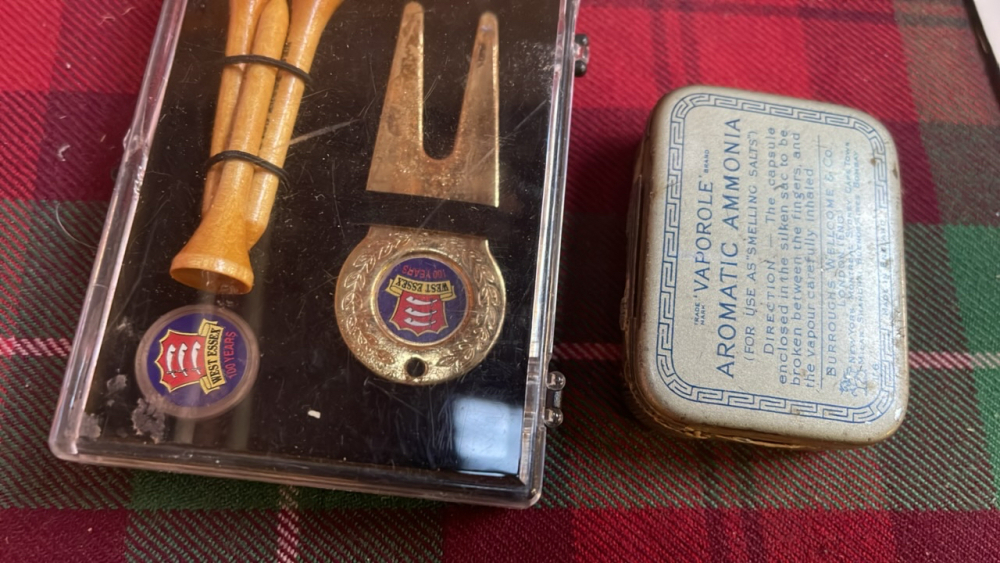 WEST ESSEX
100 YEARS
WEST ESSEX
100 YEARS
TRADE MARK 'VAPOROLE' BRAND
AROMATIC AMMONIA
(FOR USE AS "SMELLING SALTS")
DIRECTION.— The capsule
enclosed in the silken sac to be
broken between the fingers and
the vapour carefully inhaled
BURROUGHS WELLCOME & CO.